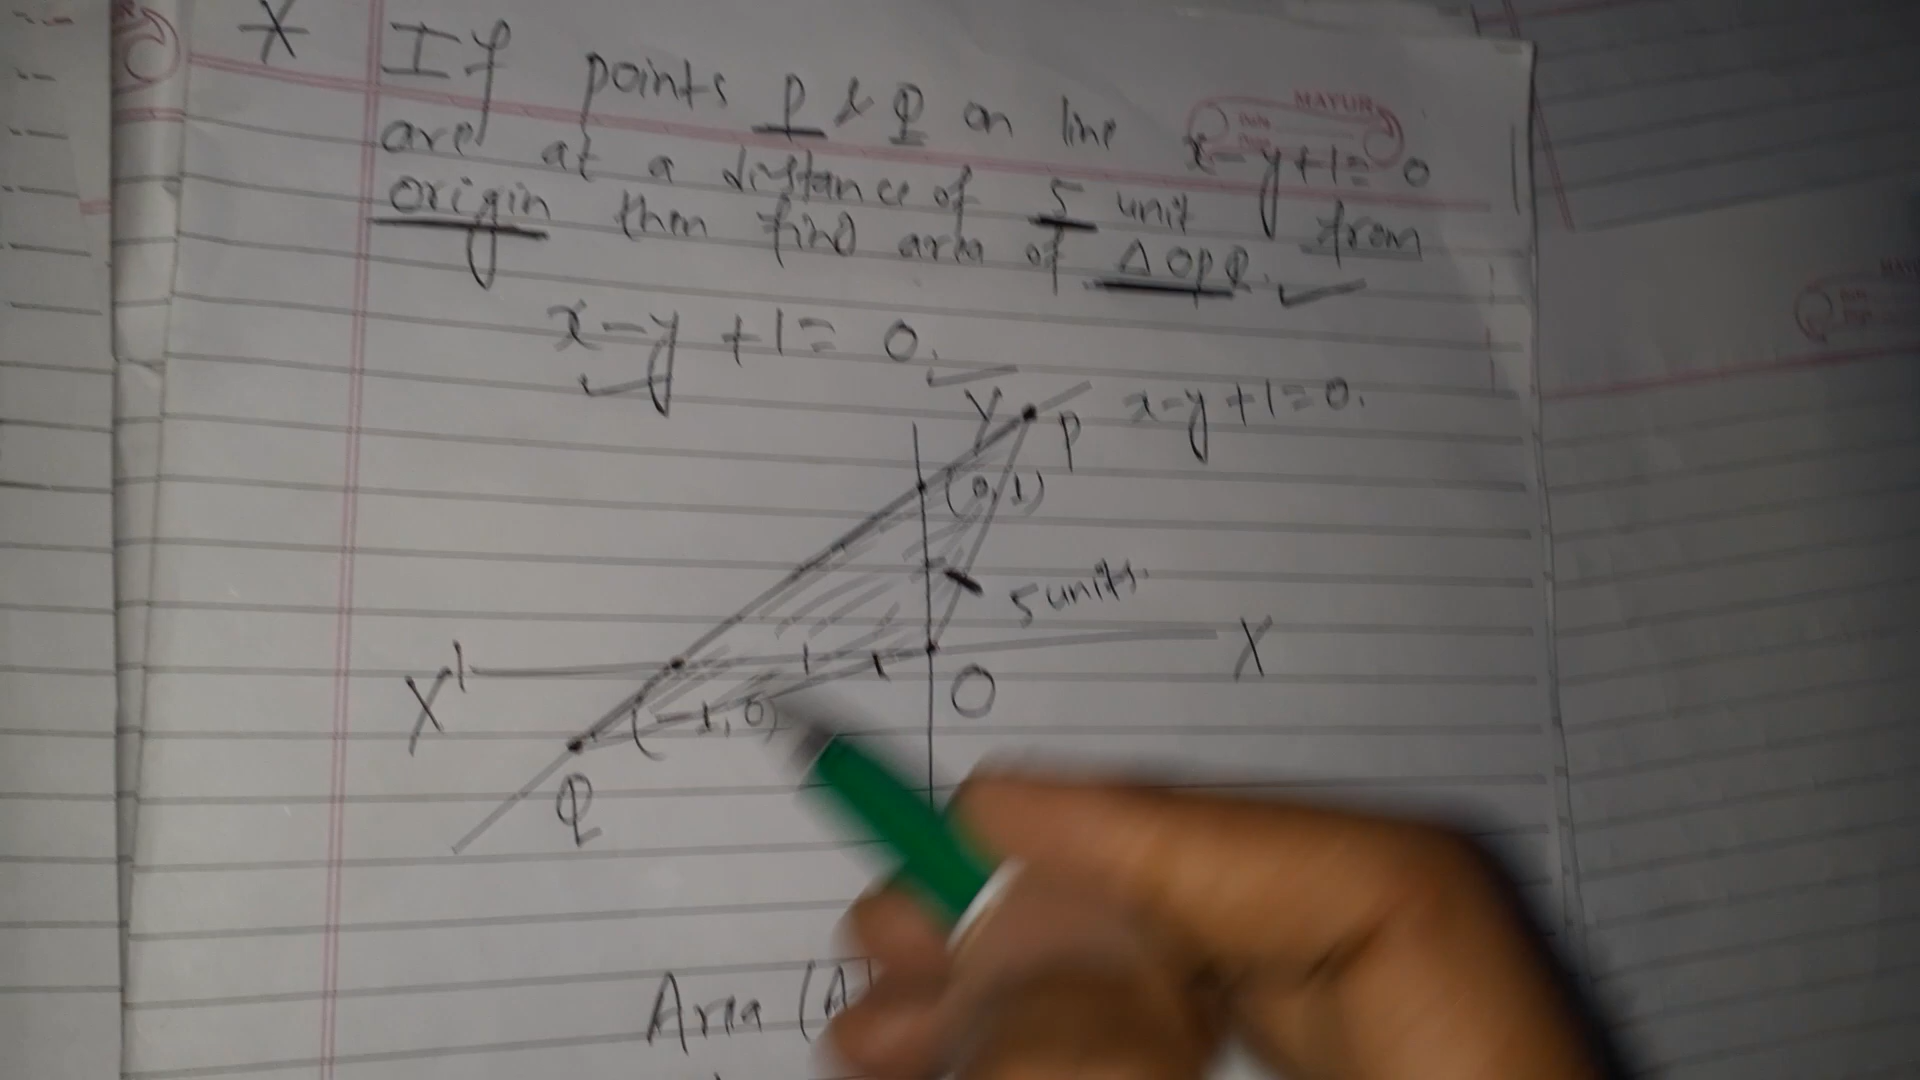 If points P & Q on line x-y+1=0
are at a distance of 5 unit from
origin then find area of ΔOPQ.
x-y+1=0.
Y
P x-y+1=0.
(0,1)
5 units.
X'
X
O
(-1,0)
Q
Area (A
MAYUR